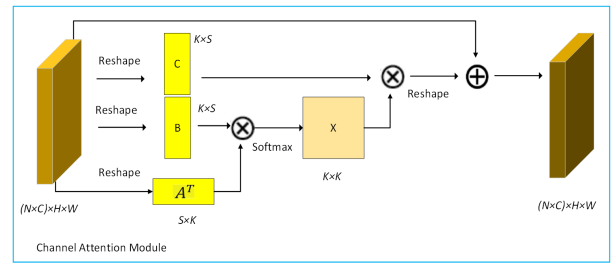 K×S
Reshape
C
Reshape
K×S
Reshape
B
Softmax
X
Reshape
A^T
K×K
(N×C)×H×W
S×K
(N×C)×H×W
Channel Attention Module